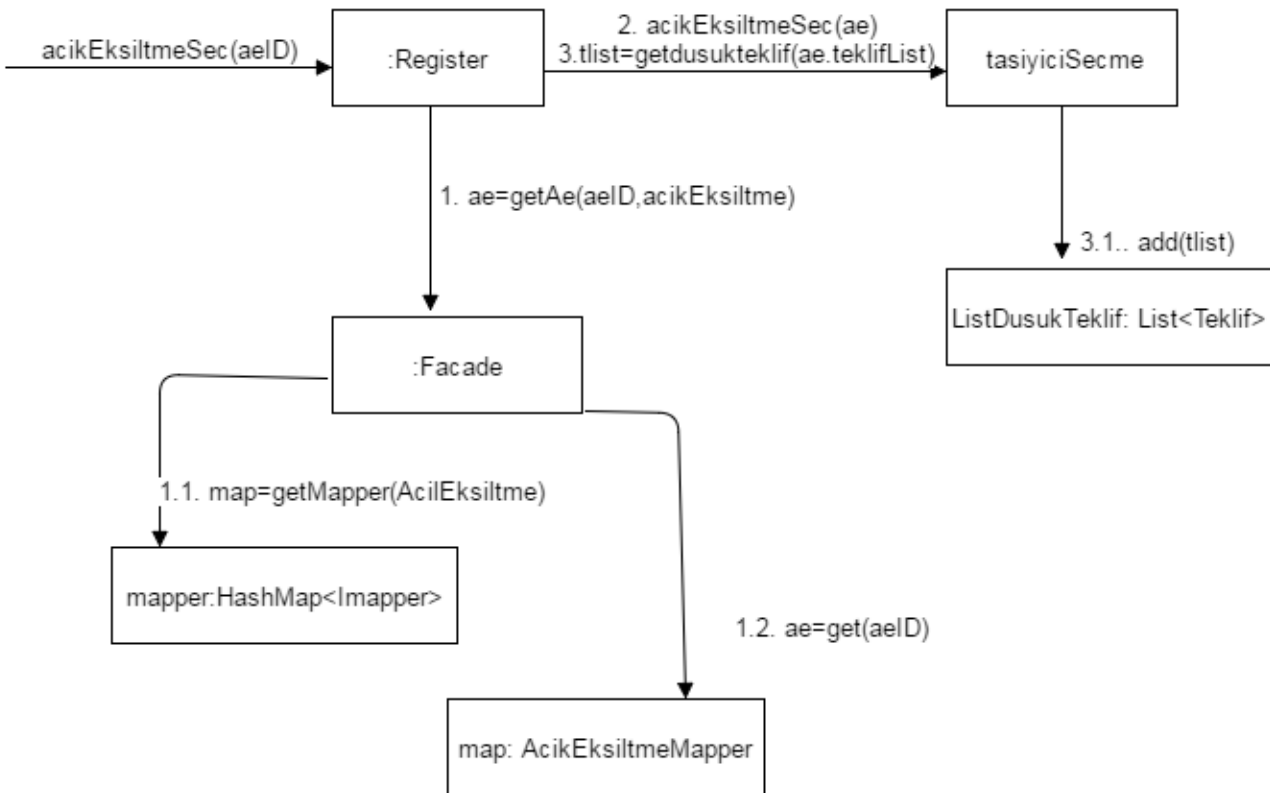 acikEksiltmeSec(aeID)
:Register
2. acikEksiltmeSec(ae)
3.tlist=getdusukteklif(ae.teklifList)
tasiyiciSecme
1. ae=getAe(aeID,acikEksiltme)
3.1.. add(tlist)
ListDusukTeklif: List<Teklif>
:Facade
1.1. map=getMapper(AcilEksiltme)
mapper:HashMap<Imapper>
1.2. ae=get(aeID)
map: AcikEksiltmeMapper